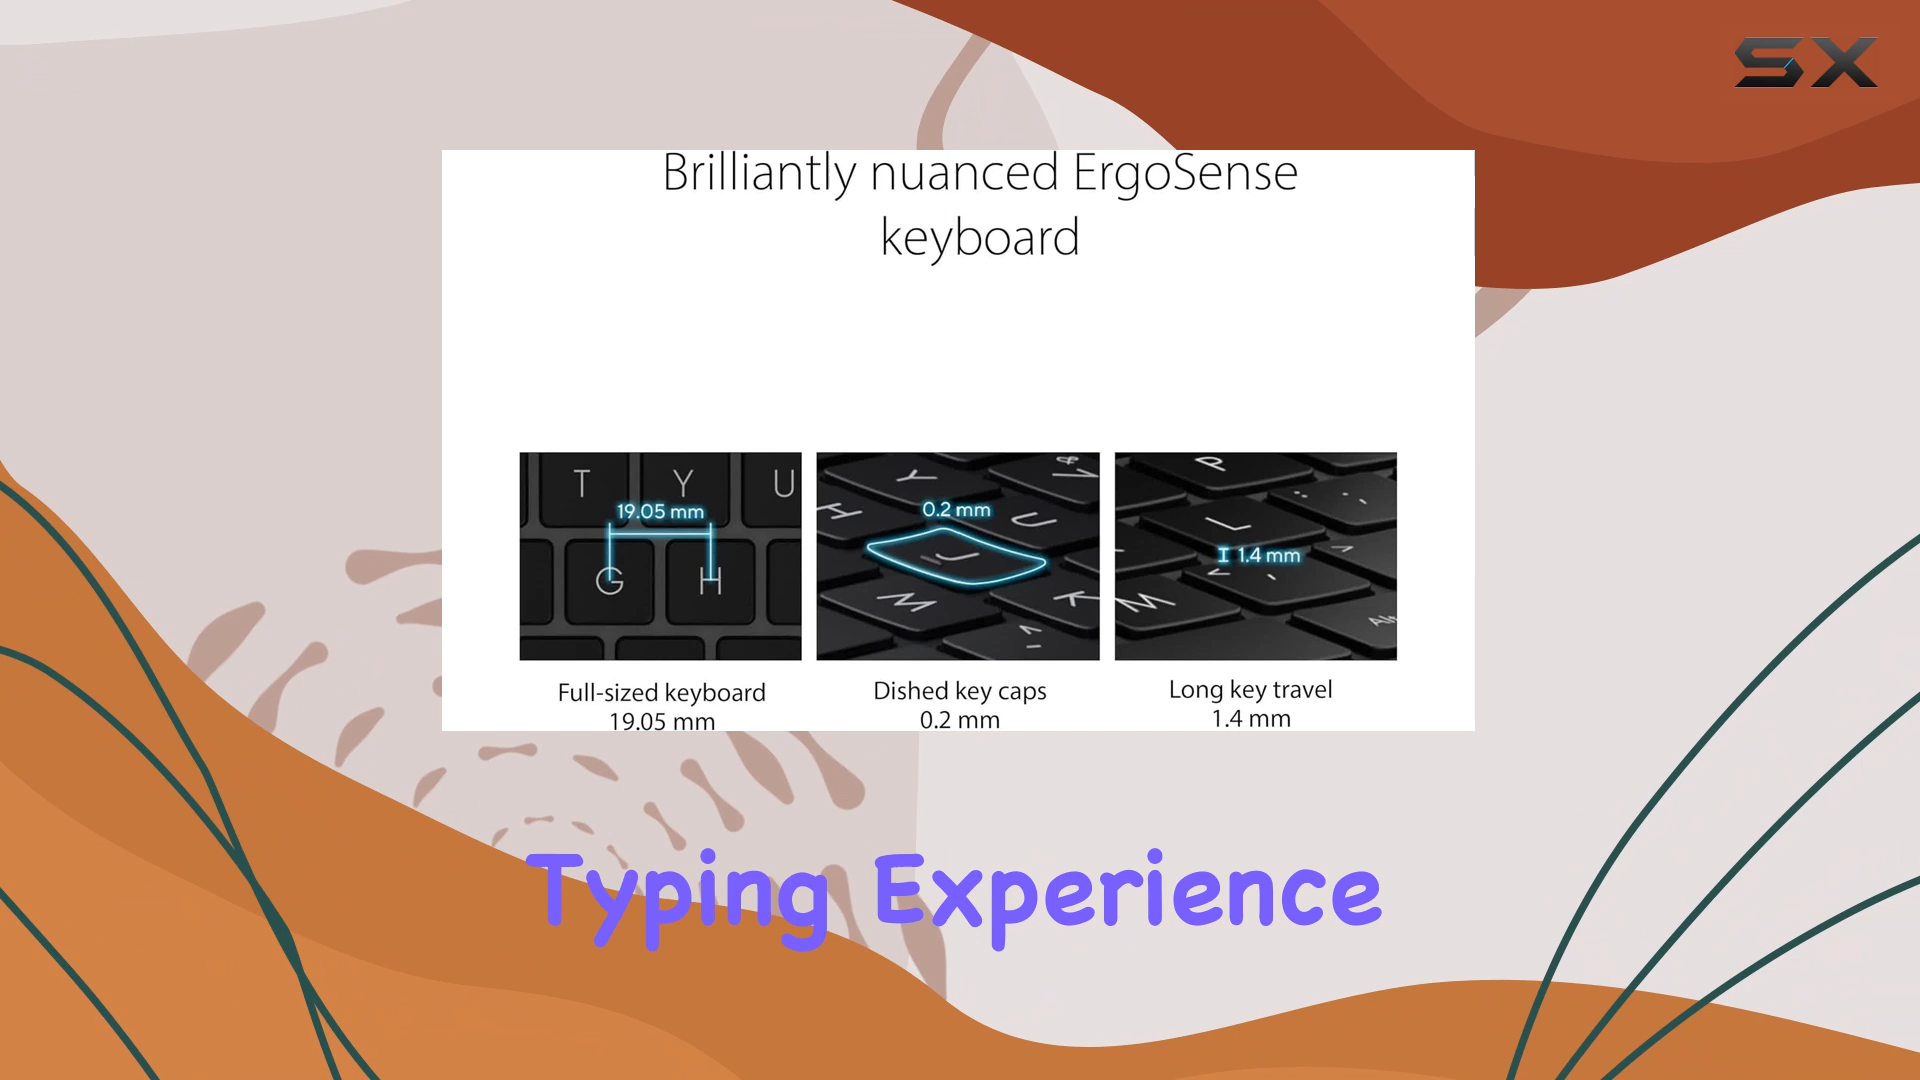 SX
Brilliantly nuanced ErgoSense
keyboard
T Y U
19.05 mm
G H
Y &
H 0.2 mm U
J
M K
P
L
1.4 mm
M
Alt
Full-sized keyboard
19.05 mm
Dished key caps
0.2 mm
Long key travel
1.4 mm
Typing Experience